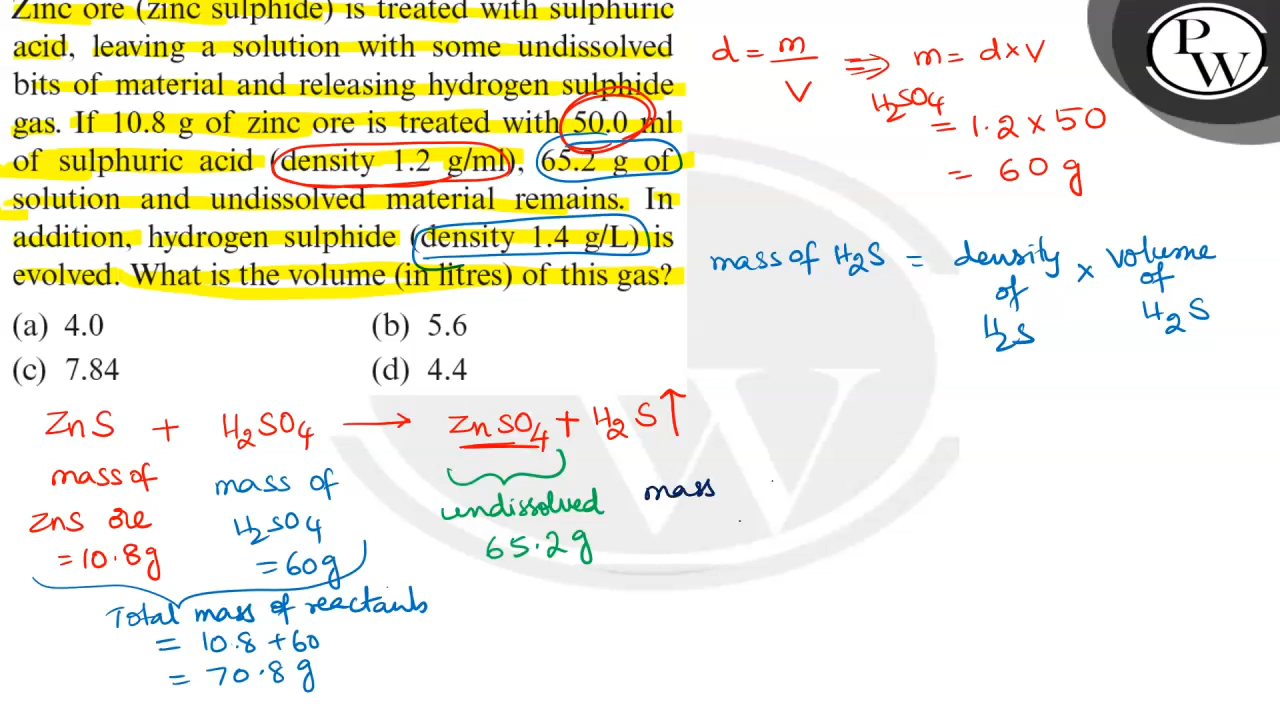 Zinc ore (zinc sulphide) is treated with sulphuric
acid, leaving a solution with some undissolved
bits of material and releasing hydrogen sulphide
gas. If 10.8 g of zinc ore is treated with 50.0 ml
of sulphuric acid (density 1.2 g/ml), 65.2 g of
solution and undissolved material remains. In
addition, hydrogen sulphide (density 1.4 g/L) is
evolved. What is the volume (in litres) of this gas?
(a) 4.0 (b) 5.6
(c) 7.84 (d) 4.4
ZnS + H₂SO₄ → ZnSO₄ + H₂S↑
mass of
ZnS ore
= 10.8g
mass of
H₂SO₄
= 60g
undissolved
65.2g
mass
Total mass of reactants
= 10.8 + 60
= 70.8 g
d = m/V ⇒ m = d×V
H₂SO₄
= 1.2 × 50
= 60 g
mass of H₂S = density of H₂S × volume of H₂S
PW
W